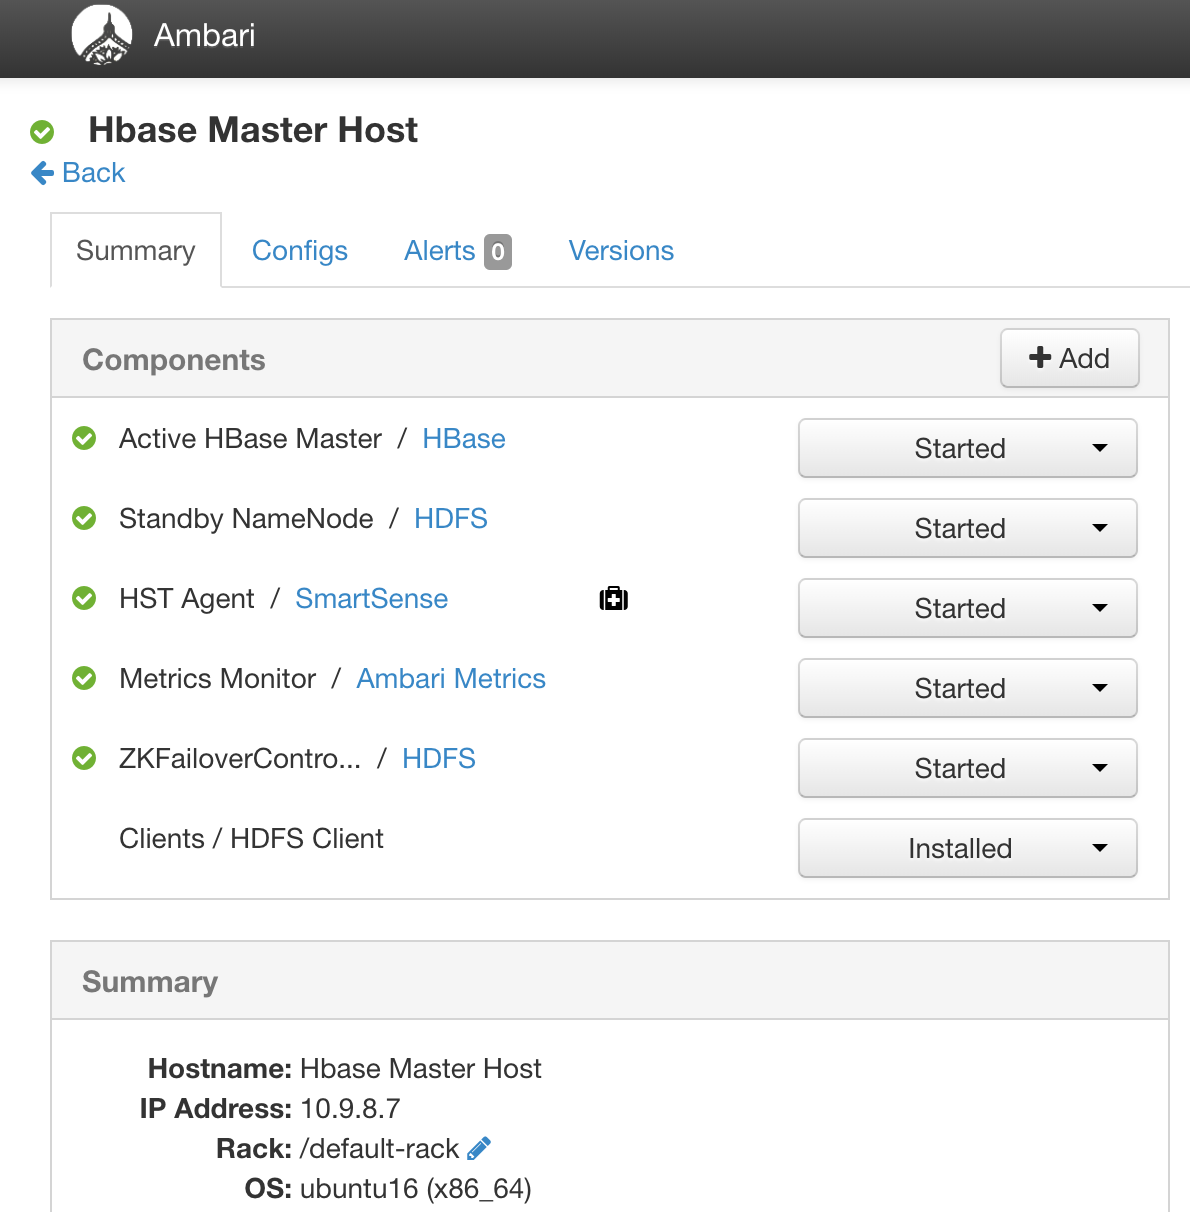 Ambari
Hbase Master Host
Back
Summary Configs Alerts 0 Versions
Components Add
Active HBase Master / HBase Started
Standby NameNode / HDFS Started
HST Agent / SmartSense Started
Metrics Monitor / Ambari Metrics Started
ZKFailoverContro... / HDFS Started
Clients / HDFS Client Installed
Summary
Hostname: Hbase Master Host
IP Address: 10.9.8.7
Rack: /default-rack
OS: ubuntu16 (x86_64)